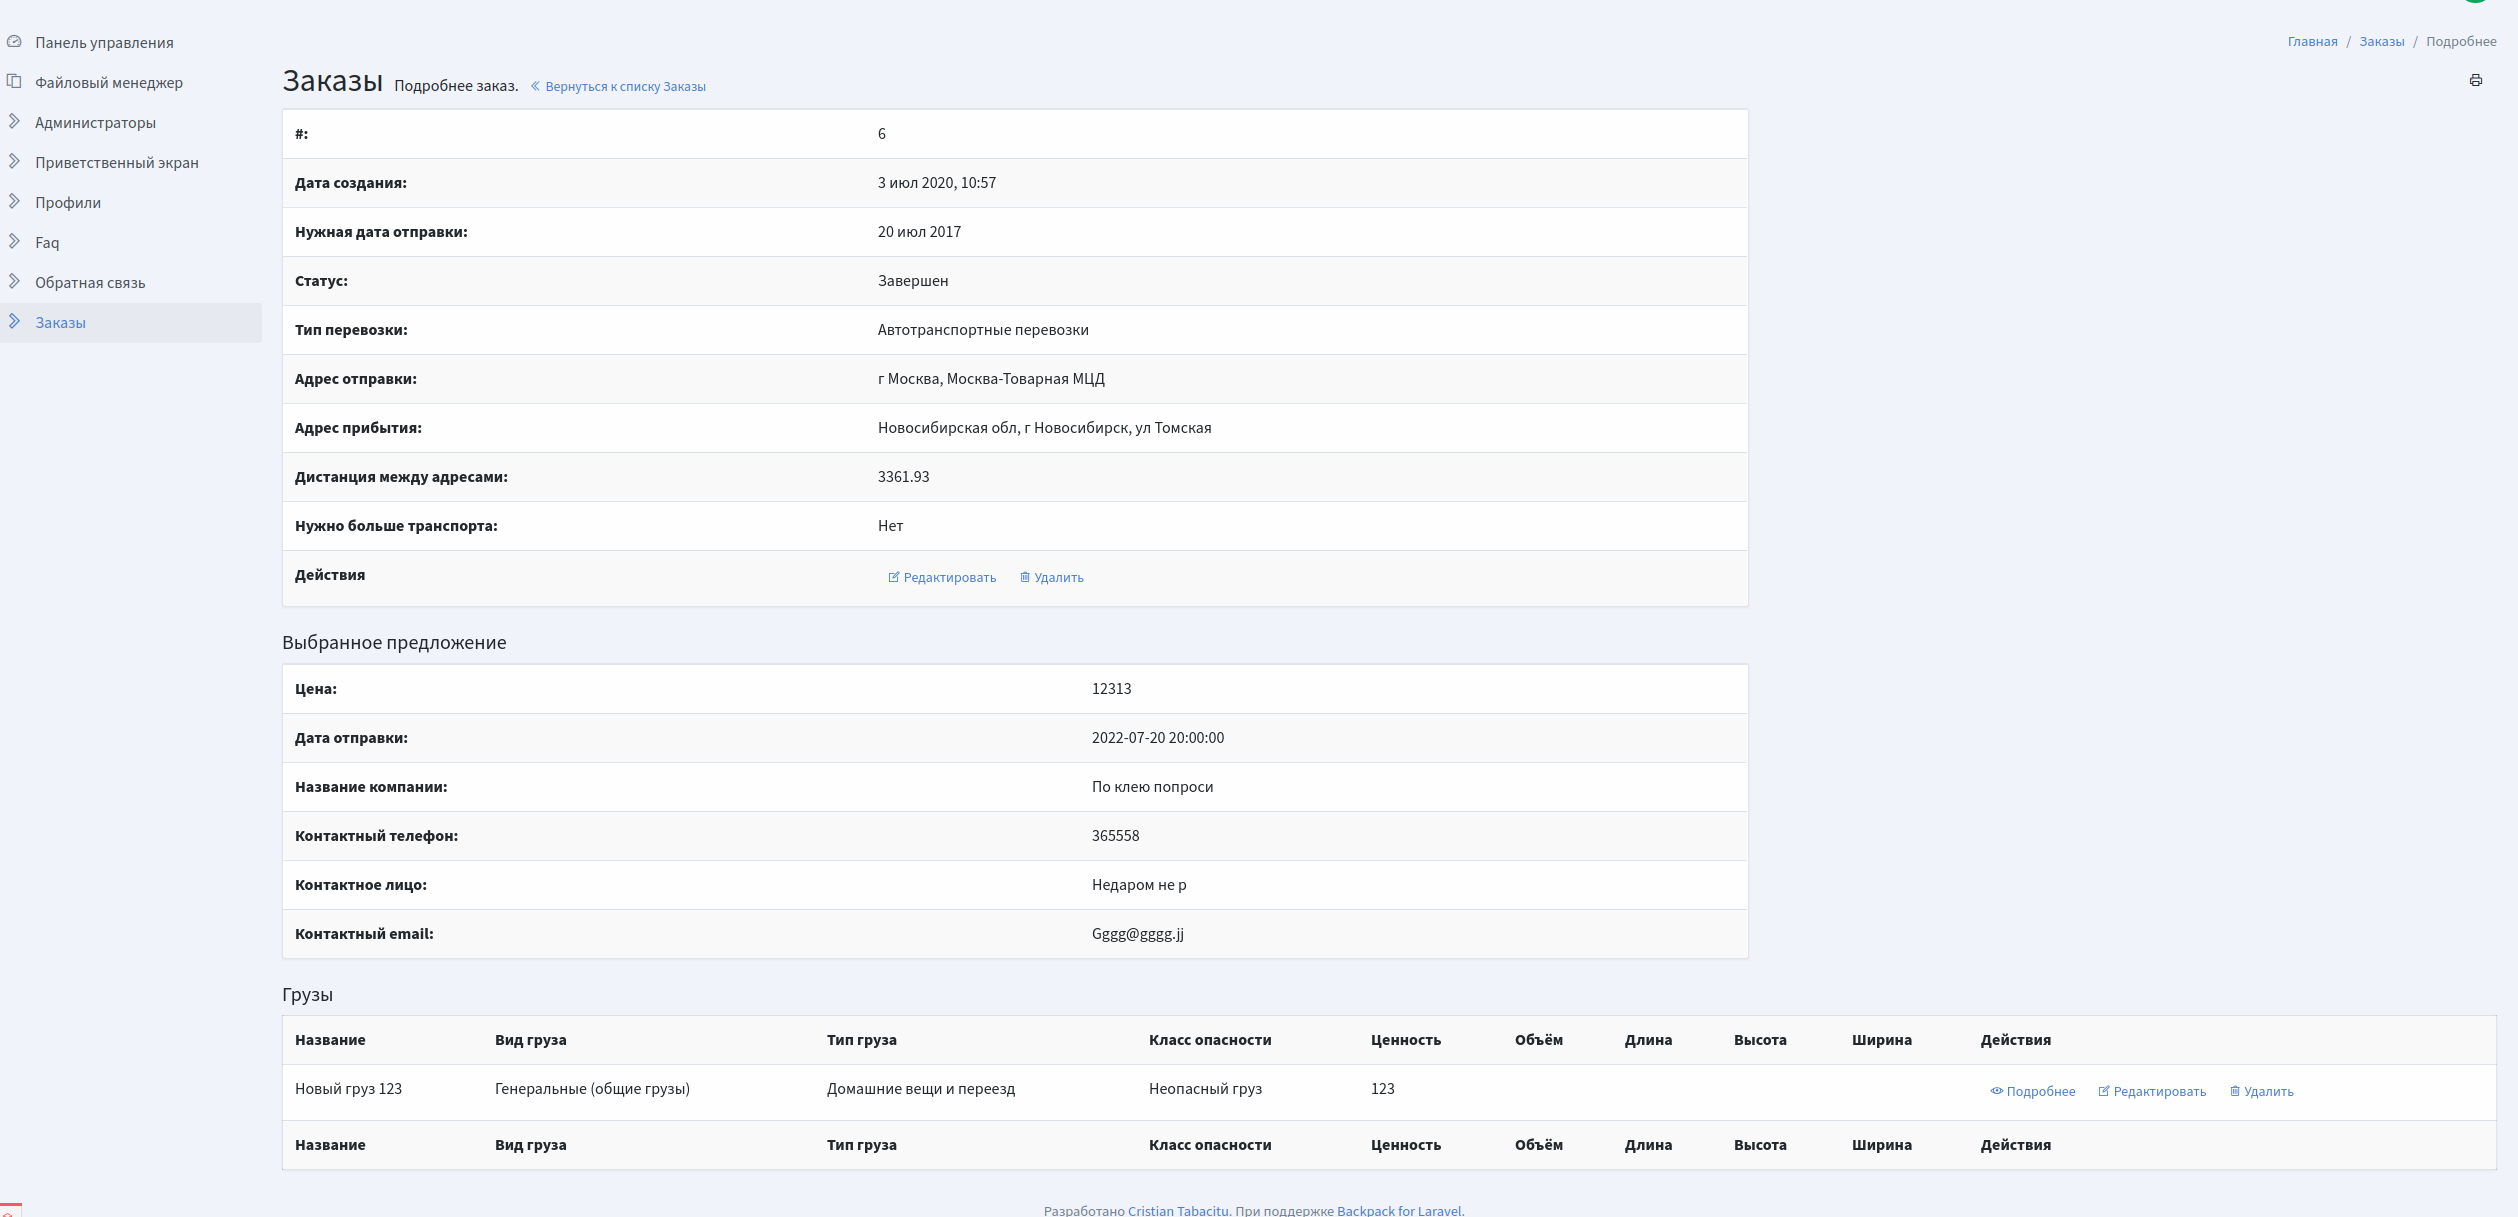 Панель управления
Файловый менеджер
Администраторы
Приветственный экран
Профили
Faq
Обратная связь
Заказы
Главная / Заказы / Подробнее
Заказы Подробнее заказ. « Вернуться к списку Заказы
#: 6
Дата создания: 3 июл 2020, 10:57
Нужная дата отправки: 20 июл 2017
Статус: Завершен
Тип перевозки: Автотранспортные перевозки
Адрес отправки: г Москва, Москва-Товарная МЦД
Адрес прибытия: Новосибирская обл, г Новосибирск, ул Томская
Дистанция между адресами: 3361.93
Нужно больше транспорта: Нет
Действия Редактировать Удалить
Выбранное предложение
Цена: 12313
Дата отправки: 2022-07-20 20:00:00
Название компании: По клею попроси
Контактный телефон: 365558
Контактное лицо: Недаром не р
Контактный email: Gggg@gggg.jj
Грузы
Название Вид груза Тип груза Класс опасности Ценность Объём Длина Высота Ширина Действия
Новый груз 123 Генеральные (общие грузы) Домашние вещи и переезд Неопасный груз 123 Подробнее Редактировать Удалить
Название Вид груза Тип груза Класс опасности Ценность Объём Длина Высота Ширина Действия
Разработано Cristian Tabacitu. При поддержке Backpack for Laravel.